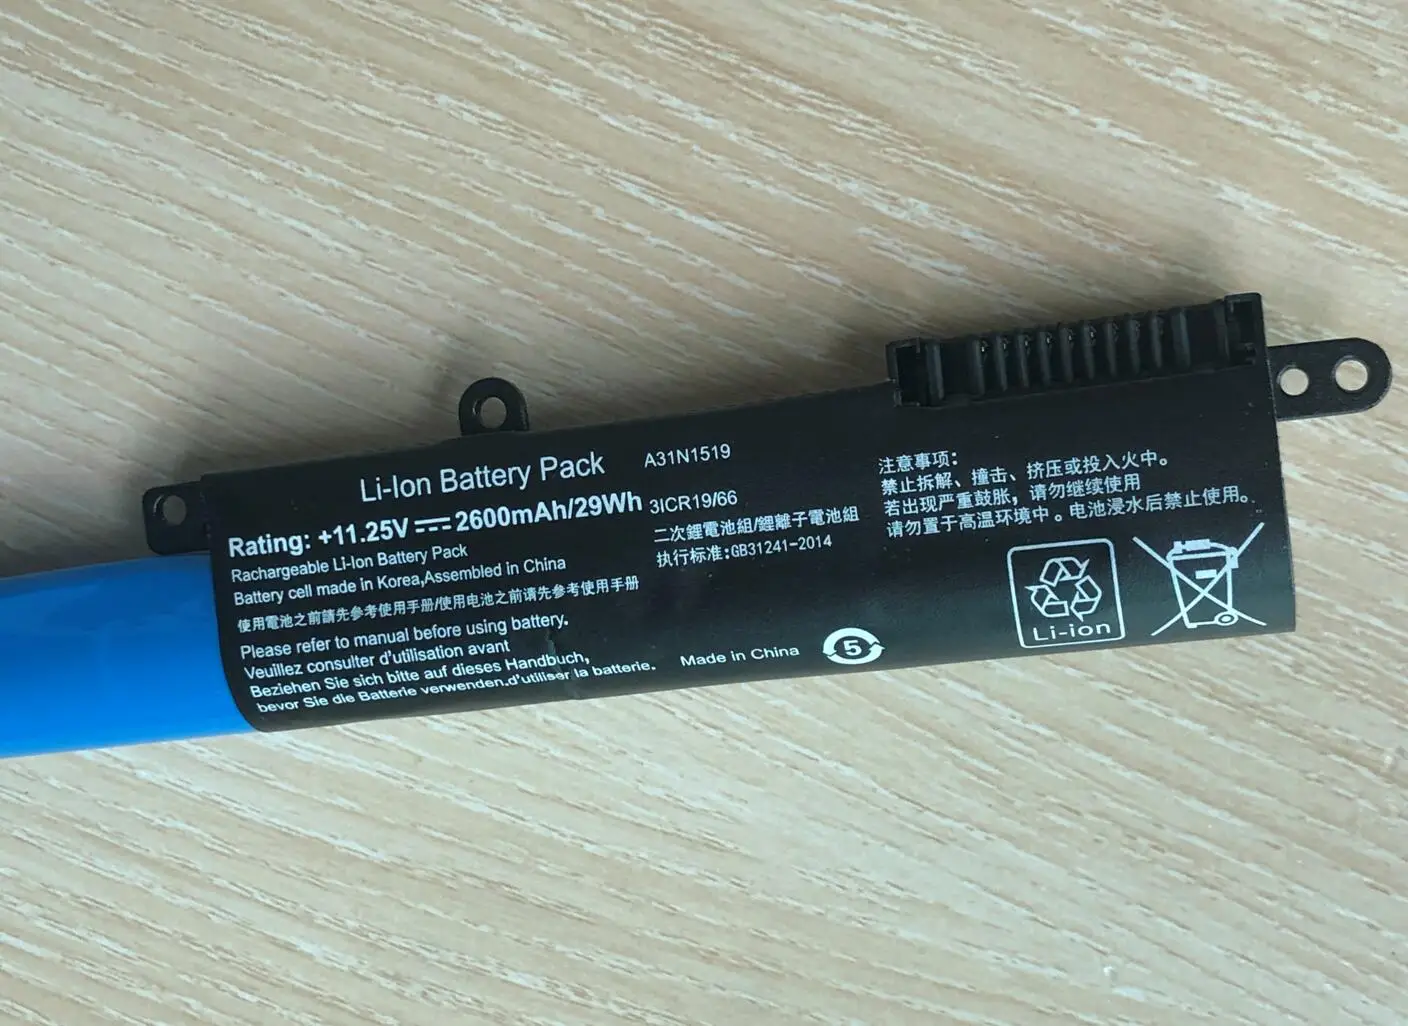 Li-Ion Battery Pack
A31N1519
Rating: +11.25V ⎓ 2600mAh/29Wh
3ICR19/66
Rachargeable Li-Ion Battery Pack
Battery cell made in Korea,Assembled in China
使用電池之前請先參考使用手册/使用电池之前请先参考使用手册
Please refer to manual before using battery.
Veuillez consulter d'utilisation avant
Beziehen Sie sich bitte auf dieses Handbuch,
bevor Sie die Batterie verwenden.d'utiliser la batterie.
二次鋰電池組/鋰離子電池組
执行标准:GB31241-2014
Made in China
5
注意事项:
禁止拆解、撞击、挤压或投入火中。
若出现严重鼓胀，请勿继续使用
请勿置于高温环境中。电池浸水后禁止使用。
Li-ion